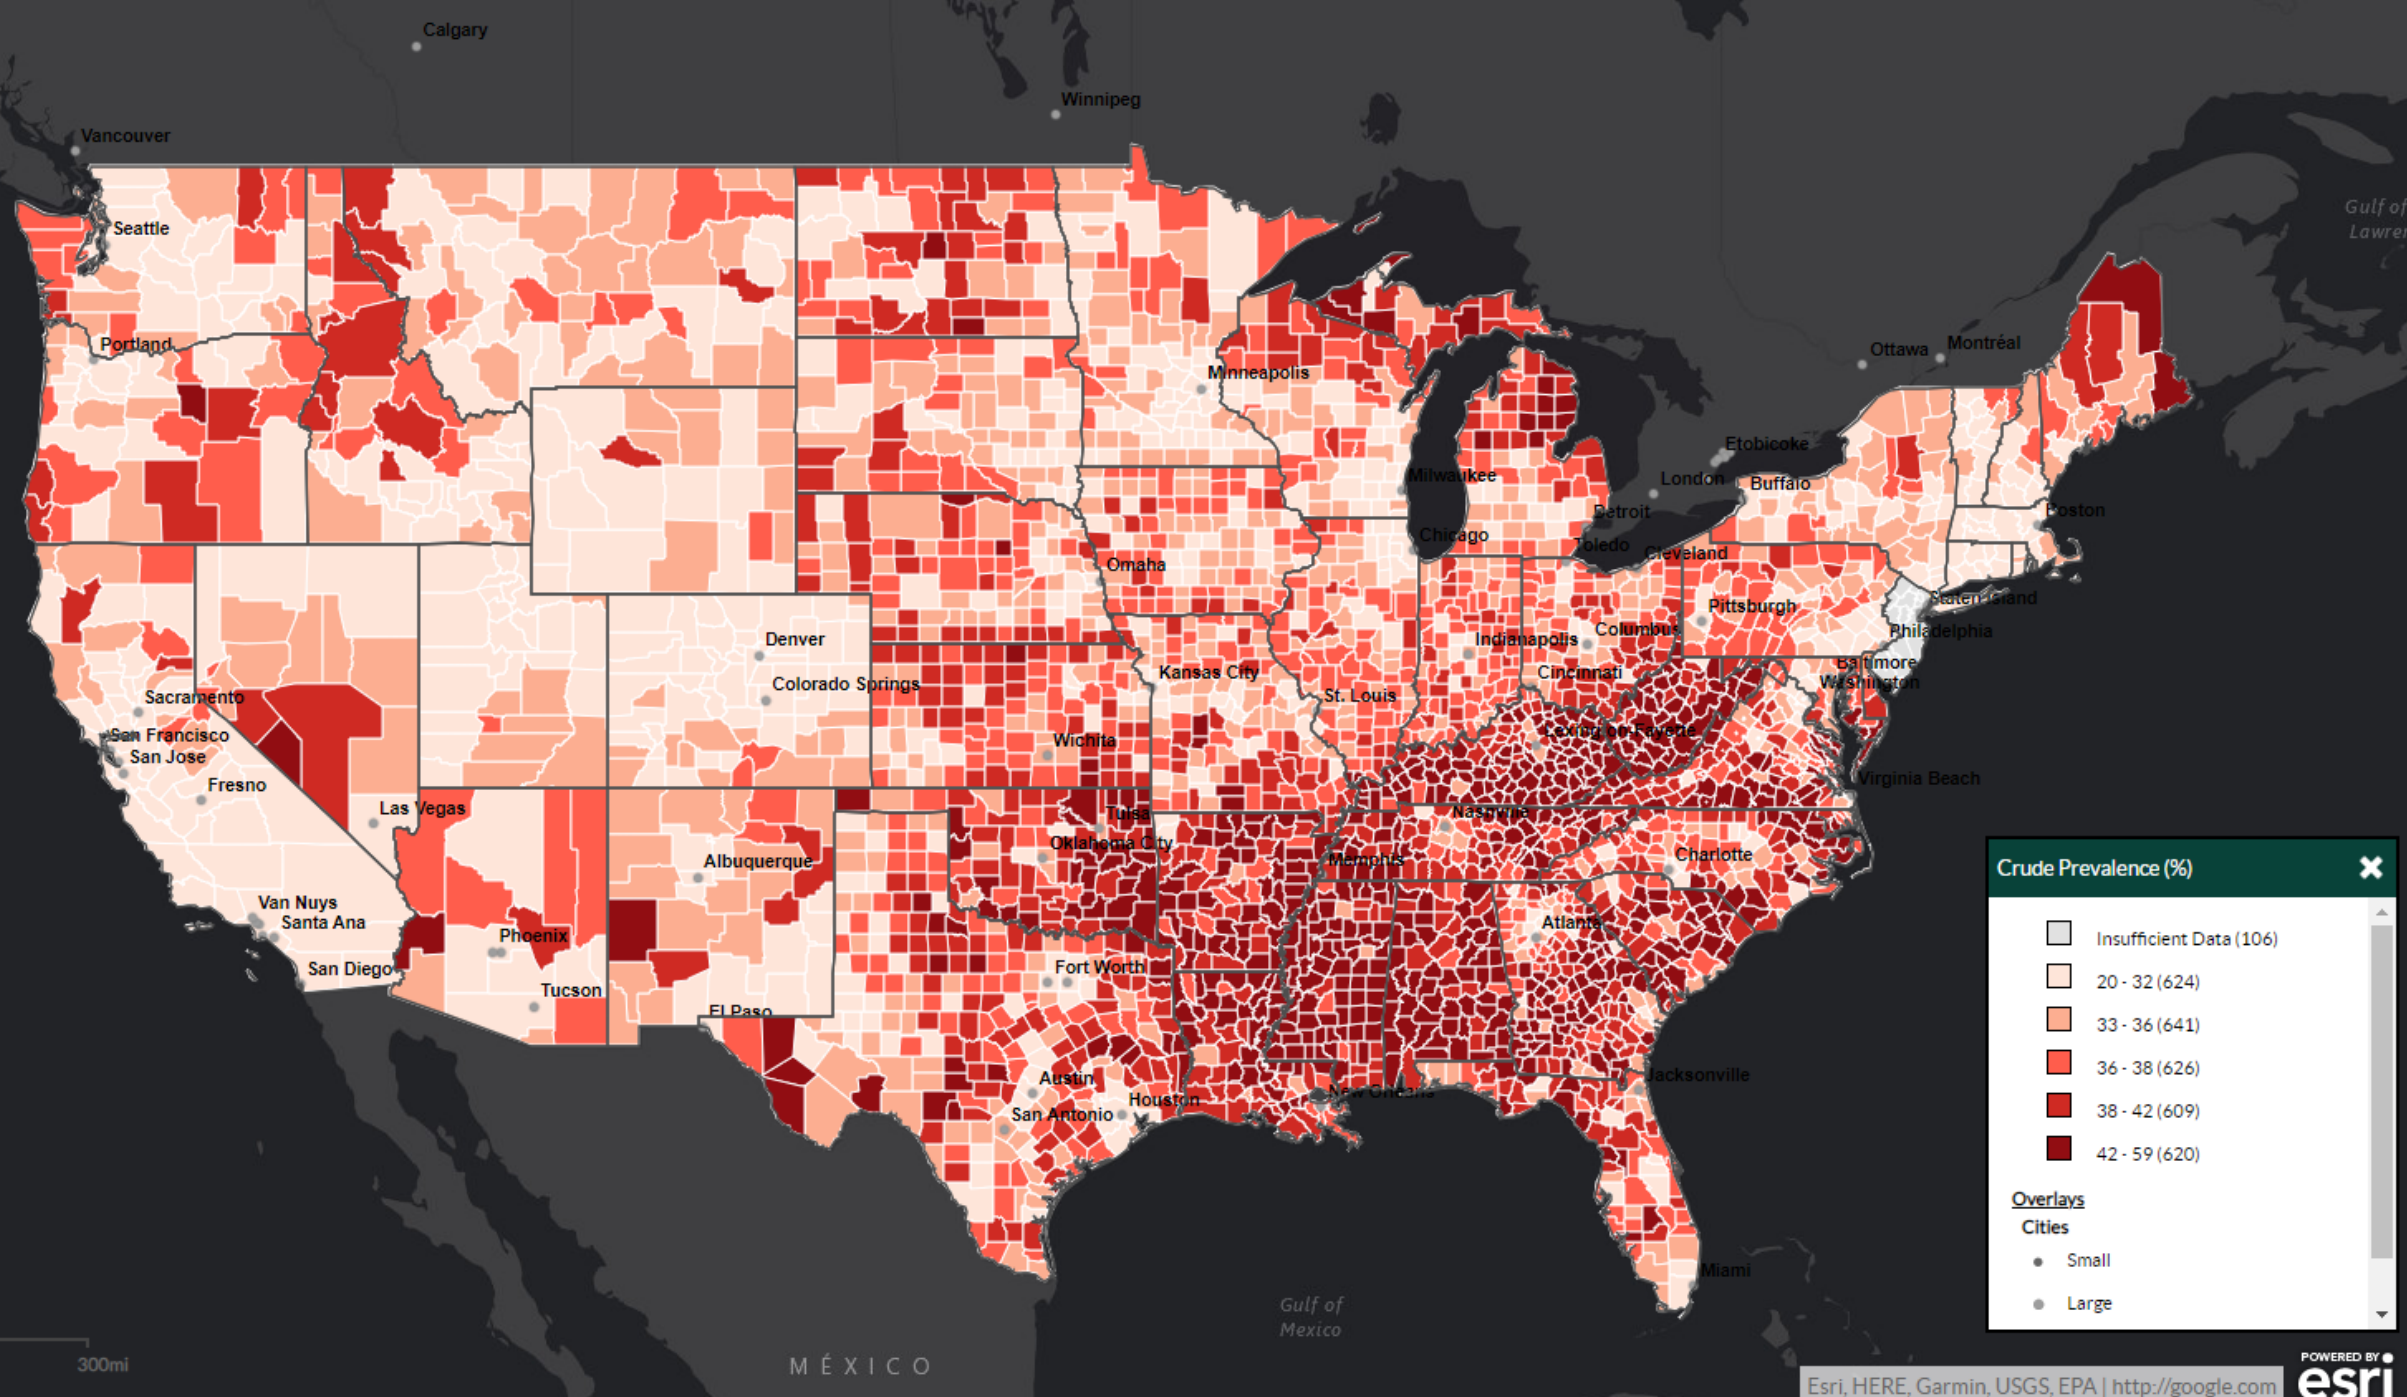 Calgary
Winnipeg
Vancouver
Gulf of
Lawre
Seattle
Portland
Minneapolis
Ottawa
Montréal
Etobicoke
London
Buffalo
Milwaukee
Detroit
Boston
Chicago
Toledo
Cleveland
Omaha
Staten Island
Pittsburgh
Philadelphia
Denver
Indianapolis
Columbus
Kansas City
Cincinnati
Baltimore
Washington
Colorado Springs
St. Louis
Sacramento
San Francisco
San Jose
Wichita
Lexington-Fayette
Fresno
Virginia Beach
Las Vegas
Tulsa
Nashville
Oklahoma City
Albuquerque
Memphis
Charlotte
Van Nuys
Santa Ana
Phoenix
Atlanta
San Diego
Fort Worth
Tucson
El Paso
Austin
Jacksonville
San Antonio
Houston
New Orleans
Miami
Gulf of
Mexico
MÉXICO
300mi
Crude Prevalence (%)
Insufficient Data (106)
20 - 32 (624)
33 - 36 (641)
36 - 38 (626)
38 - 42 (609)
42 - 59 (620)
Overlays
Cities
Small
Large
POWERED BY
esri
Esri, HERE, Garmin, USGS, EPA | http://google.com